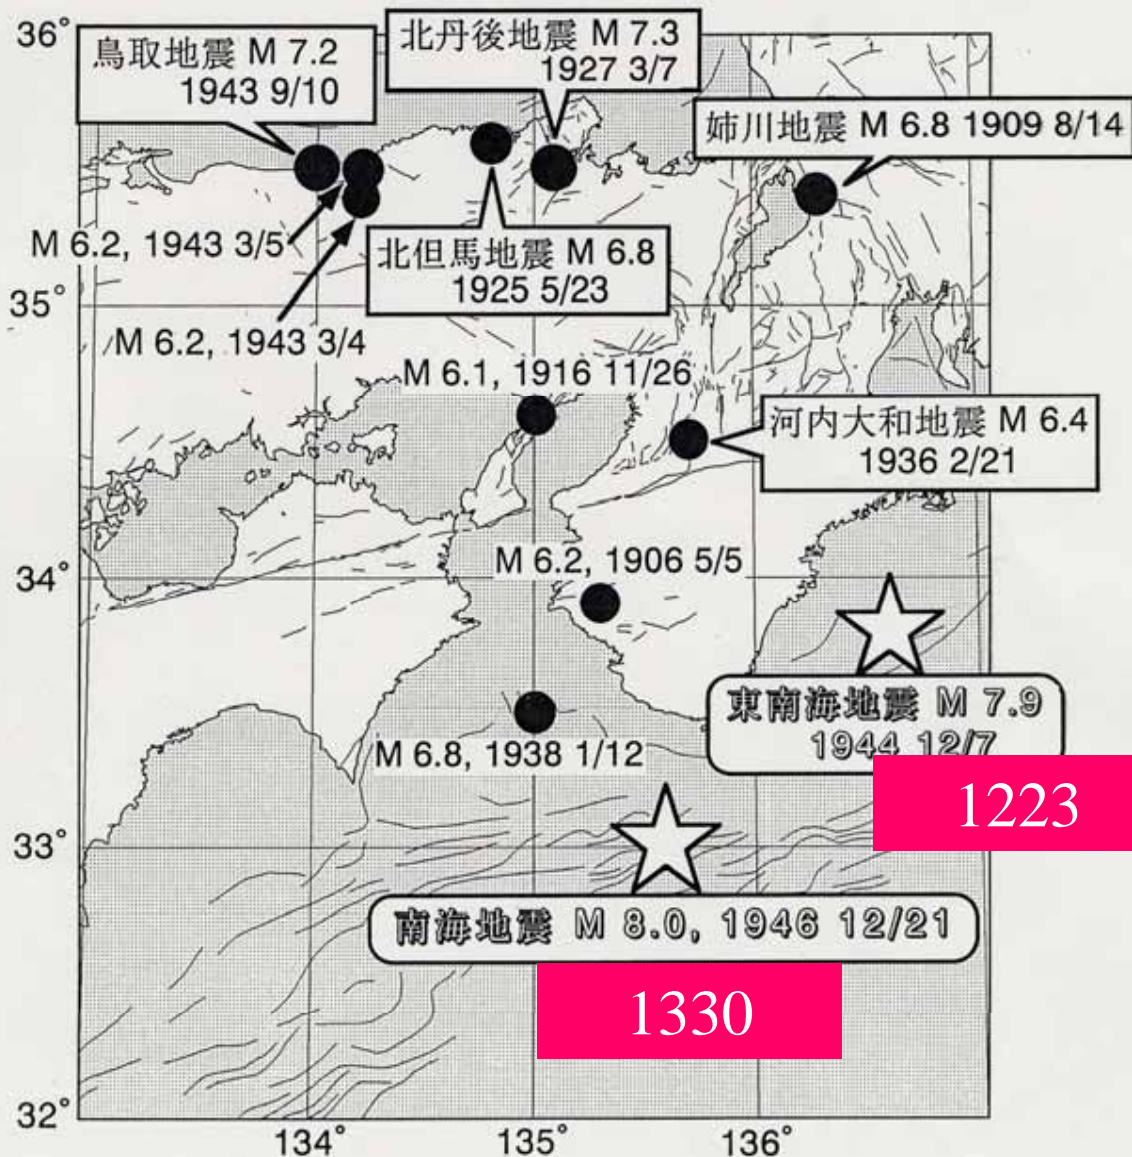 36°
鳥取地震 M 7.2
1943 9/10
北丹後地震 M 7.3
1927 3/7
姉川地震 M 6.8 1909 8/14
M 6.2, 1943 3/5
北但馬地震 M 6.8
1925 5/23
35°
M 6.2, 1943 3/4
M 6.1, 1916 11/26
河内大和地震 M 6.4
1936 2/21
34°
M 6.2, 1906 5/5
東南海地震 M 7.9
1944 12/7
M 6.8, 1938 1/12
1223
33°
南海地震 M 8.0, 1946 12/21
1330
32°
134°
135°
136°